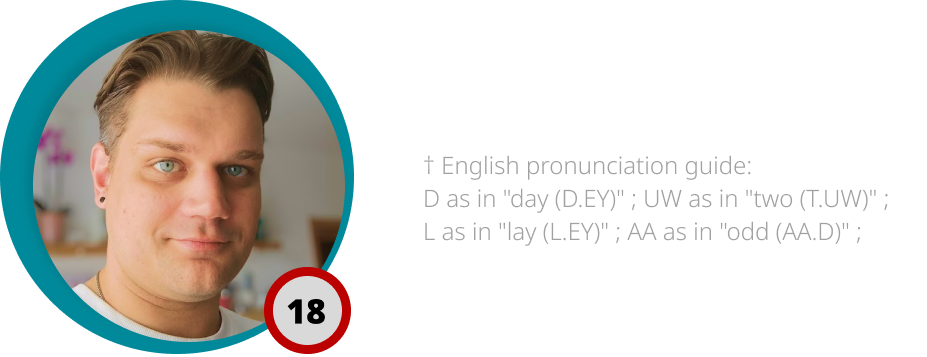 † English pronunciation guide:
D as in "day (D.EY)" ; UW as in "two (T.UW)" ;
L as in "lay (L.EY)" ; AA as in "odd (AA.D)" ;
18